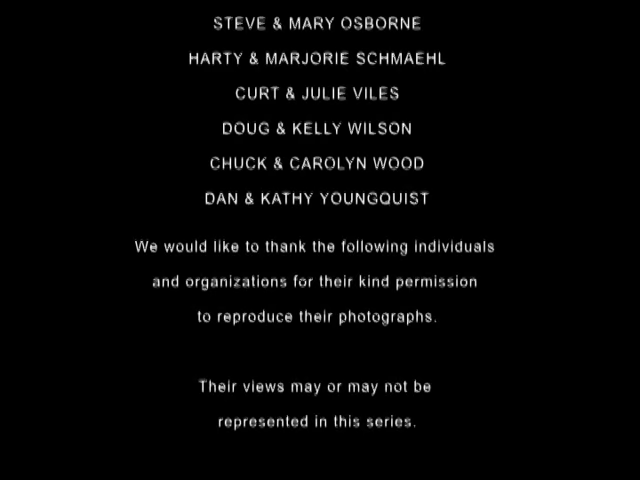 STEVE & MARY OSBORNE
HARTY & MARJORIE SCHMAEHL
CURT & JULIE VILES
DOUG & KELLY WILSON
CHUCK & CAROLYN WOOD
DAN & KATHY YOUNGQUIST
We would like to thank the following individuals
and organizations for their kind permission
to reproduce their photographs.
Their views may or may not be
represented in this series.